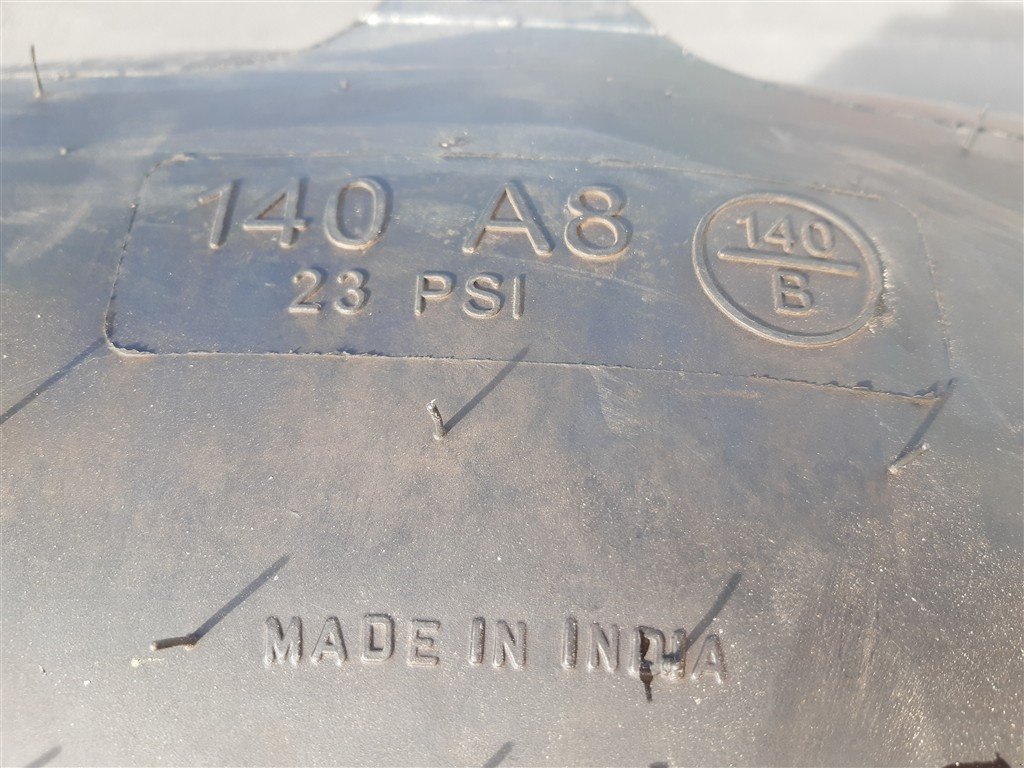 140 A8
23 PSI
140
B
MADE IN INDIA